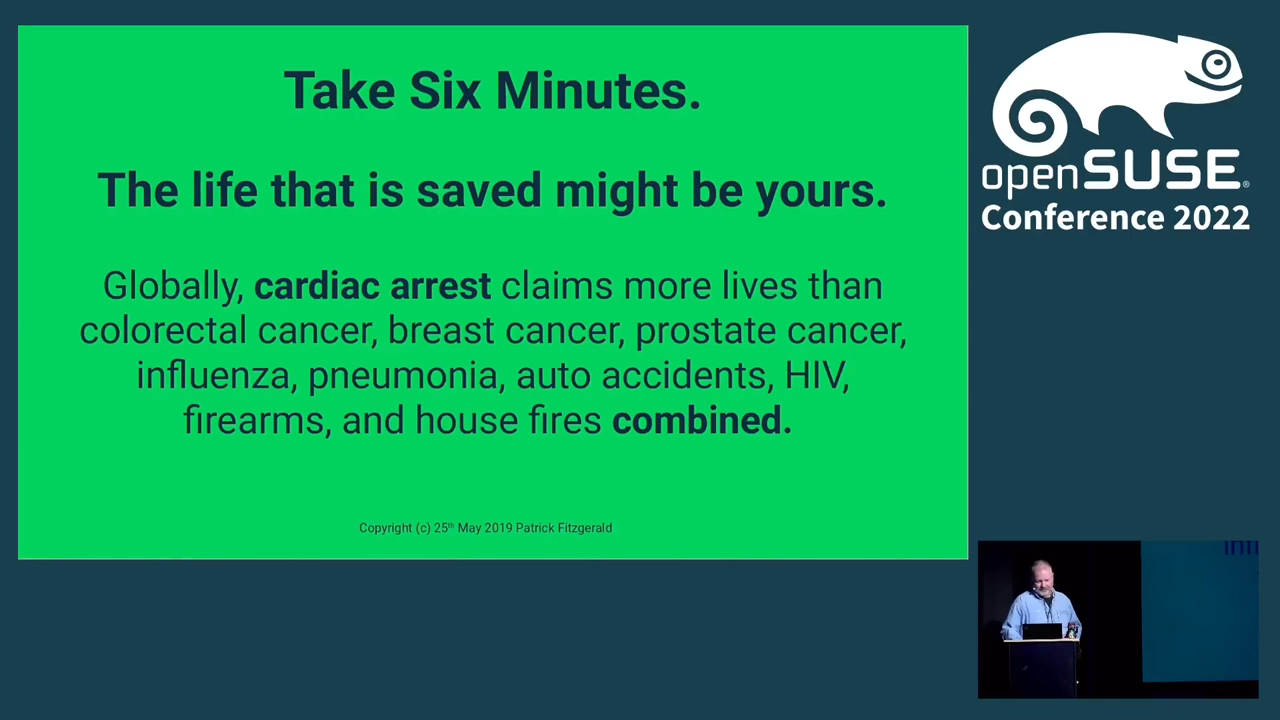 Take Six Minutes.
The life that is saved might be yours.
Globally, cardiac arrest claims more lives than
colorectal cancer, breast cancer, prostate cancer,
influenza, pneumonia, auto accidents, HIV,
firearms, and house fires combined.
Copyright (c) 25th May 2019 Patrick Fitzgerald
openSUSE®
Conference 2022